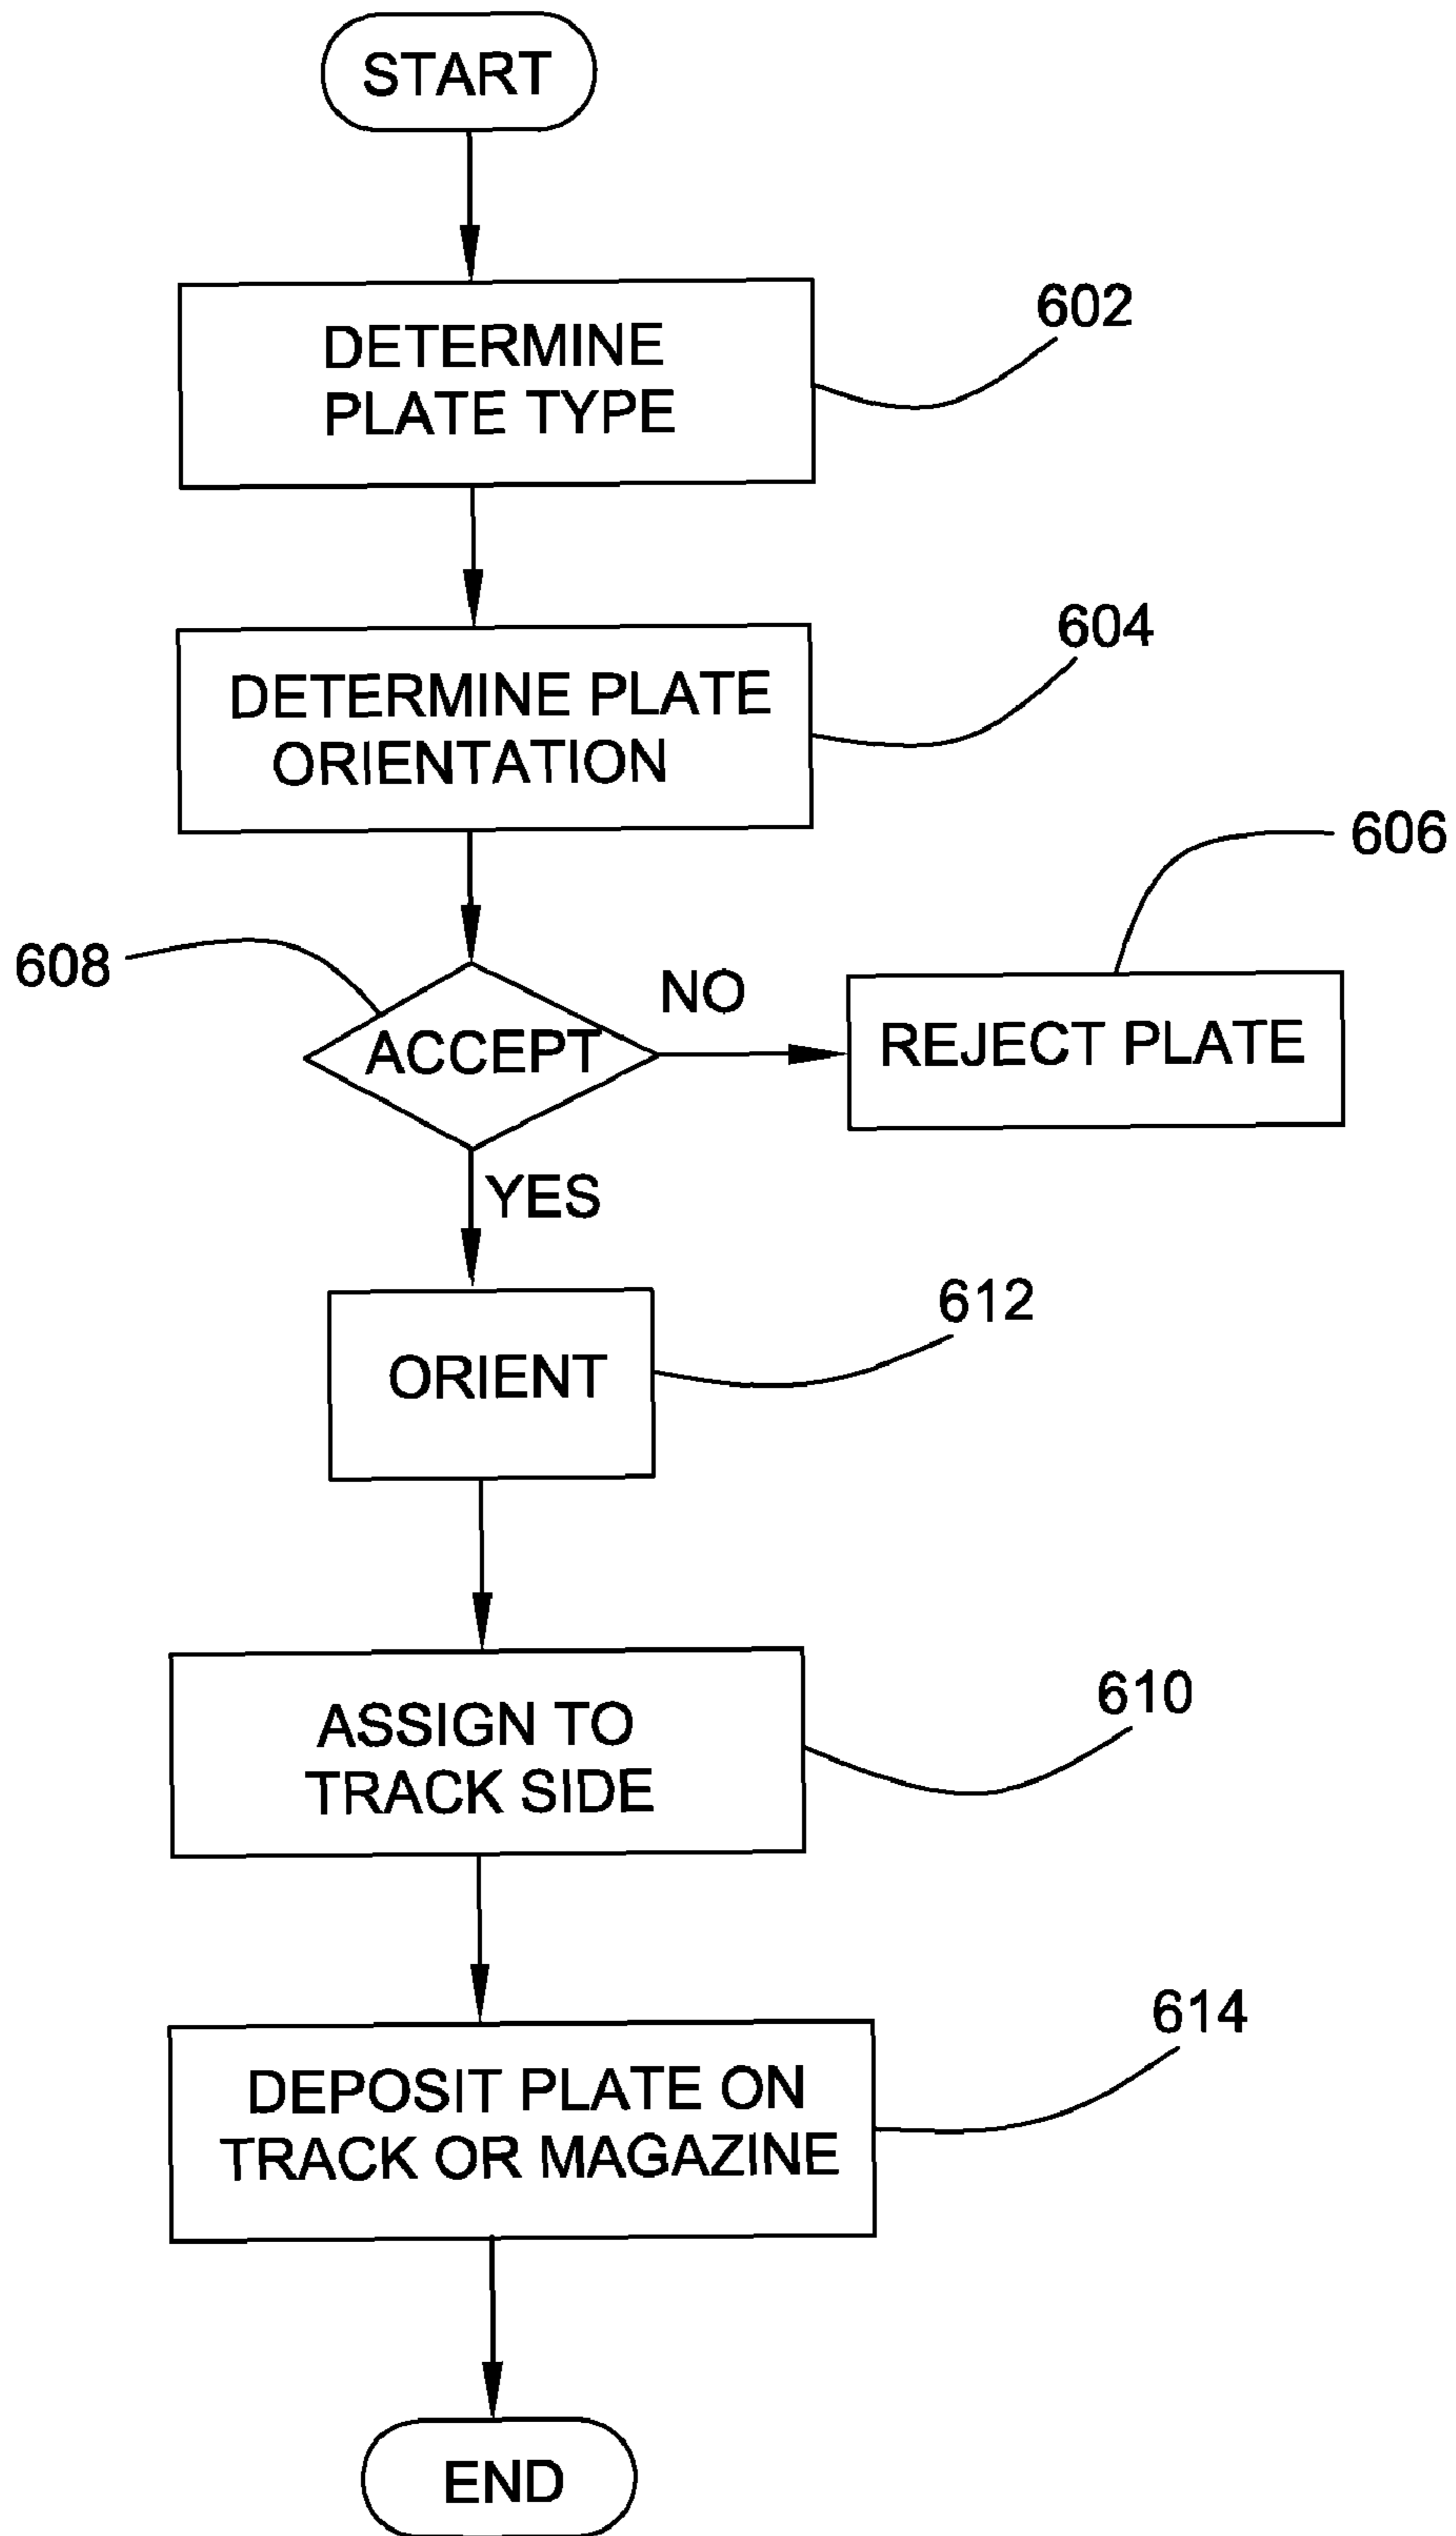 START
DETERMINE
PLATE TYPE
602
DETERMINE PLATE
ORIENTATION
604
606
608
ACCEPT
NO
REJECT PLATE
YES
ORIENT
612
ASSIGN TO
TRACK SIDE
610
DEPOSIT PLATE ON
TRACK OR MAGAZINE
614
END